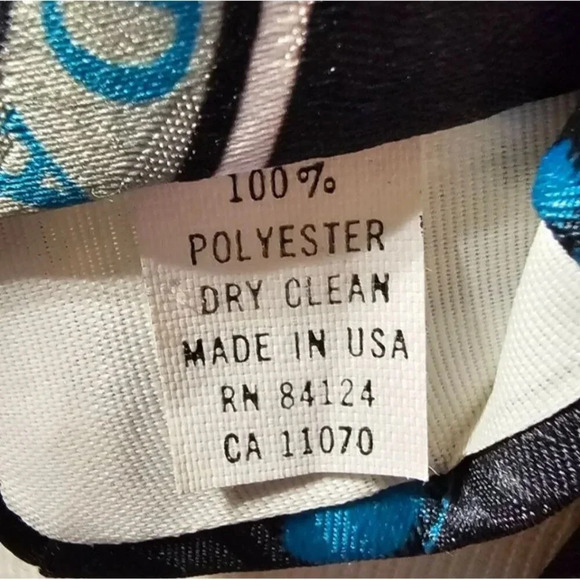 100%
POLYESTER
DRY CLEAN
MADE IN USA
RN 84124
CA 11070